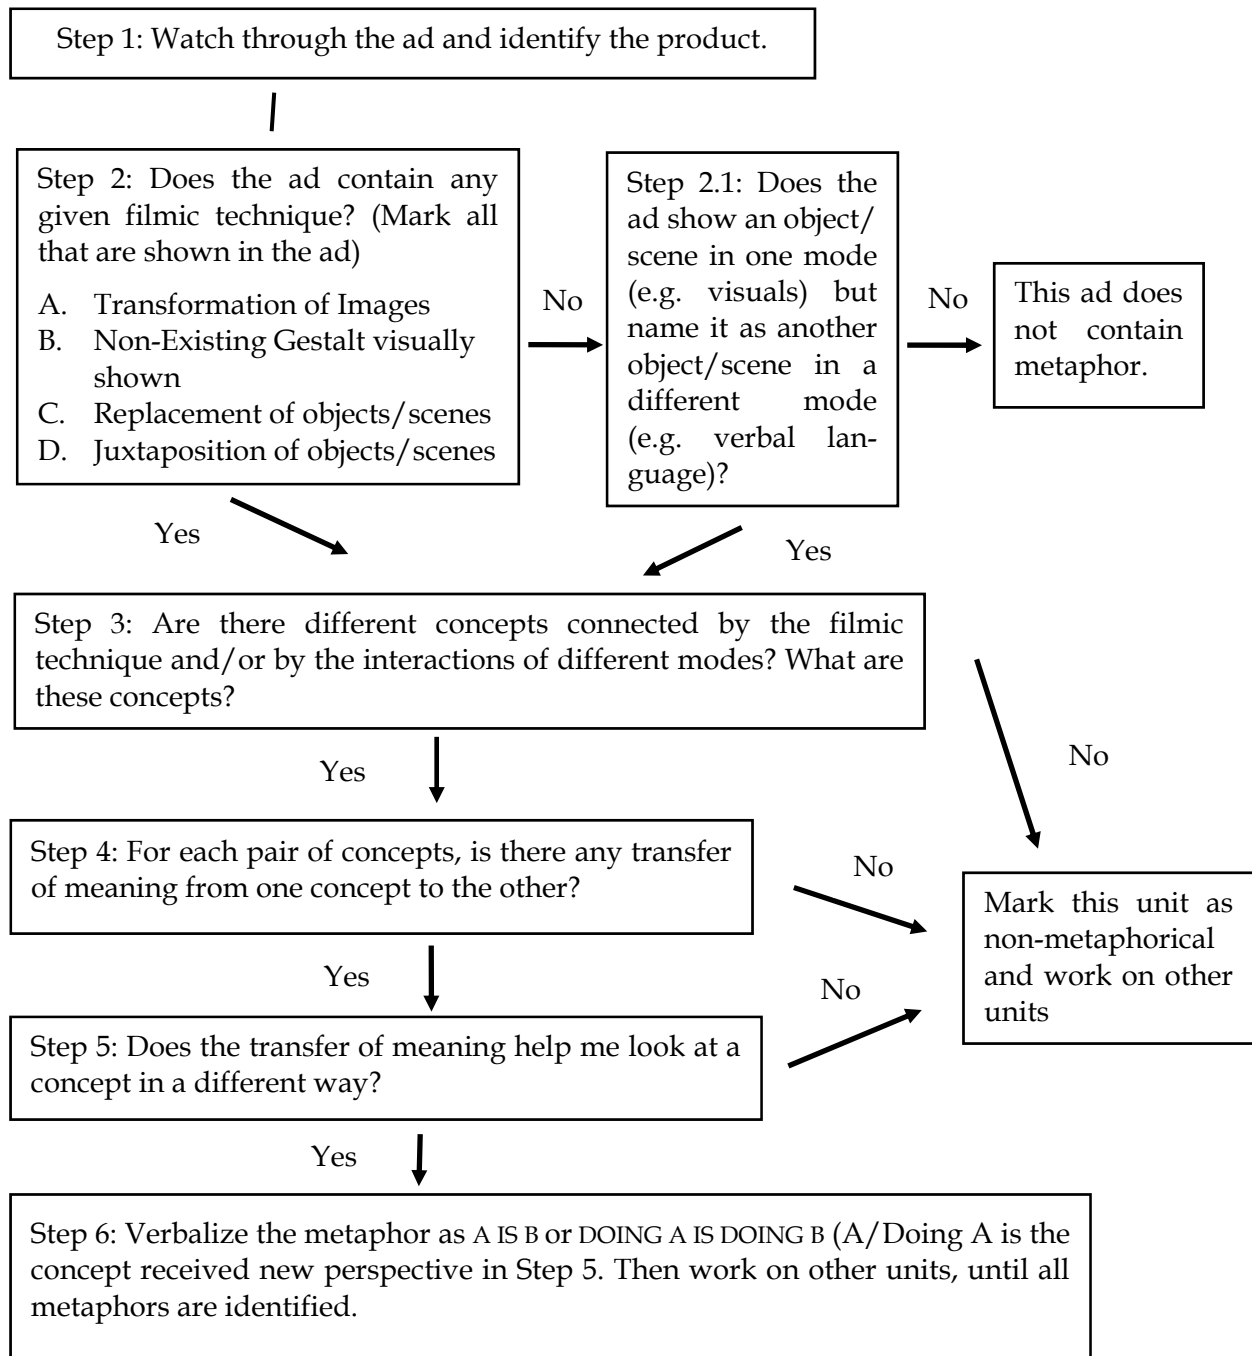 Step 1: Watch through the ad and identify the product.
Step 2: Does the ad contain any
given filmic technique? (Mark all
that are shown in the ad)
A. Transformation of Images
B. Non-Existing Gestalt visually
shown
C. Replacement of objects/scenes
D. Juxtaposition of objects/scenes
No
Step 2.1: Does the
ad show an object/
scene in one mode
(e.g. visuals) but
name it as another
object/scene in a
different mode
(e.g. verbal lan-
guage)?
No
This ad does
not contain
metaphor.
Yes
Yes
Step 3: Are there different concepts connected by the filmic
technique and/or by the interactions of different modes? What are
these concepts?
No
Yes
Step 4: For each pair of concepts, is there any transfer
of meaning from one concept to the other?
No
Mark this unit as
non-metaphorical
and work on other
units
Yes
No
Step 5: Does the transfer of meaning help me look at a
concept in a different way?
Yes
Step 6: Verbalize the metaphor as A IS B or DOING A IS DOING B (A/Doing A is the
concept received new perspective in Step 5. Then work on other units, until all
metaphors are identified.